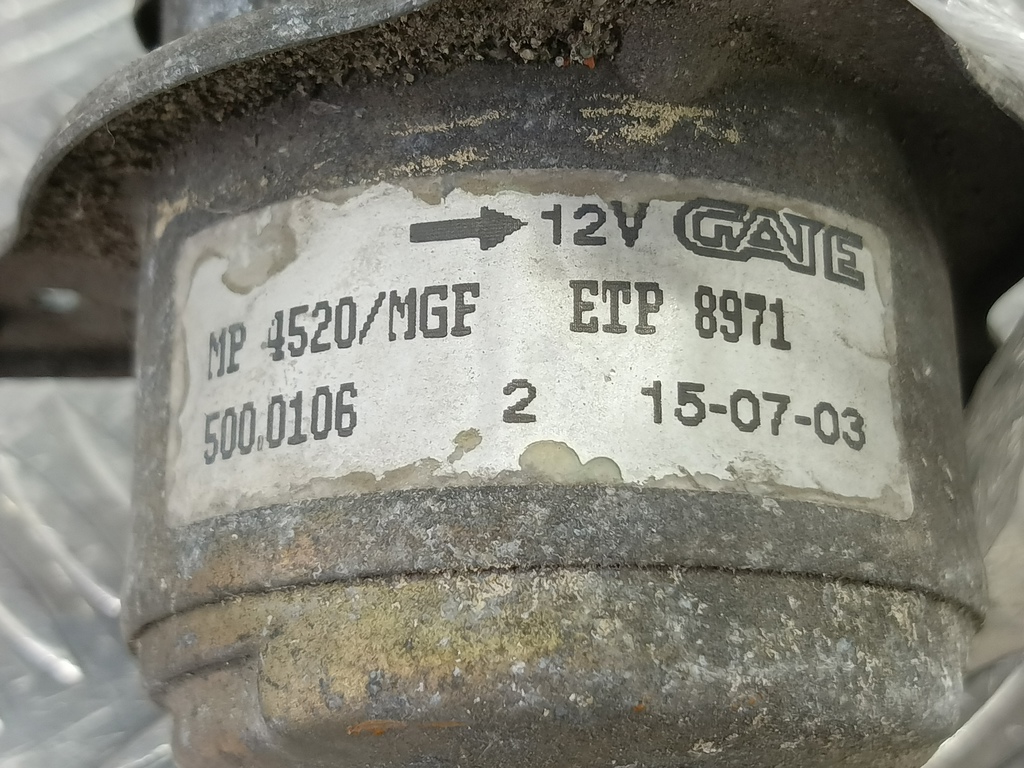 12V GATE
MP 4520/MGF ETP 8971
500.0106 2 15-07-03